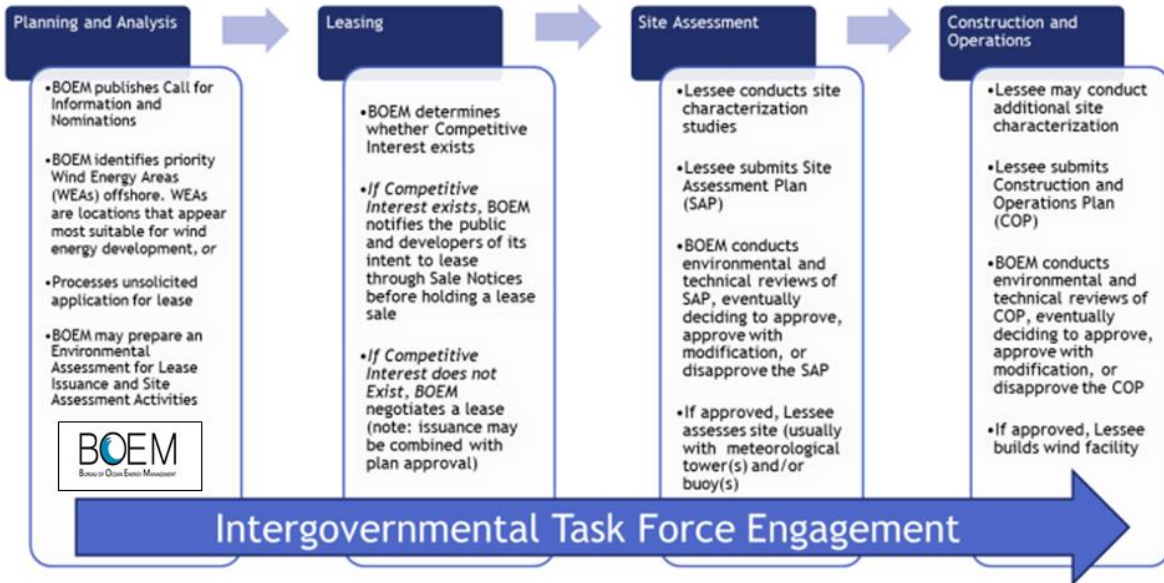 Planning and Analysis
•BOEM publishes Call for
Information and
Nominations
•BOEM identifies priority
Wind Energy Areas
(WEAs) offshore. WEAs
are locations that appear
most suitable for wind
energy development, or
•Processes unsolicited
application for lease
•BOEM may prepare an
Environmental
Assessment for Lease
Issuance and Site
Assessment Activities
BOEM
BUREAU OF OCEAN ENERGY MANAGEMENT
Leasing
•BOEM determines
whether Competitive
Interest exists
•If Competitive
Interest exists, BOEM
notifies the public
and developers of its
intent to lease
through Sale Notices
before holding a lease
sale
•If Competitive
Interest does not
Exist, BOEM
negotiates a lease
(note: issuance may
be combined with
plan approval)
Site Assessment
•Lessee conducts site
characterization
studies
•Lessee submits Site
Assessment Plan
(SAP)
•BOEM conducts
environmental and
technical reviews of
SAP, eventually
deciding to approve,
approve with
modification, or
disapprove the SAP
•If approved, Lessee
assesses site (usually
with meteorological
tower(s) and/or
buoy(s)
Construction and
Operations
•Lessee may conduct
additional site
characterization
•Lessee submits
Construction and
Operations Plan
(COP)
•BOEM conducts
environmental and
technical reviews of
COP, eventually
deciding to approve,
approve with
modification, or
disapprove the COP
•If approved, Lessee
builds wind facility
Intergovernmental Task Force Engagement